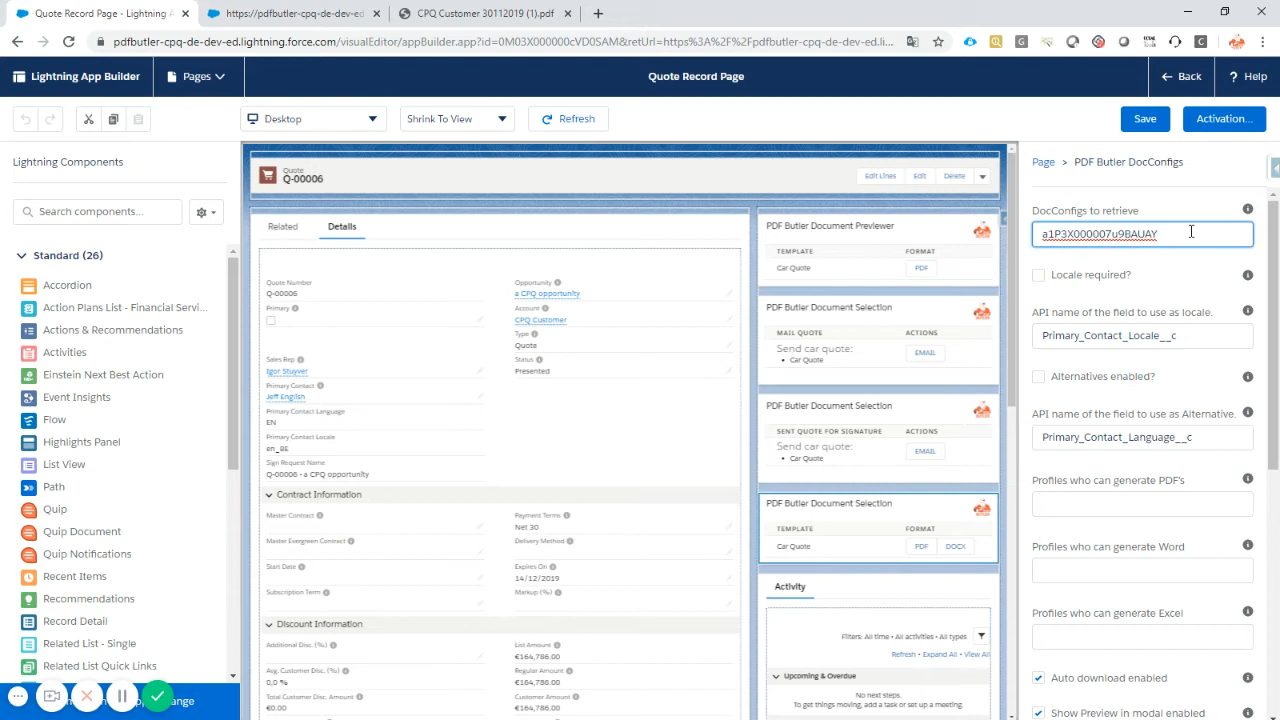 Quote Record Page - Lightning A
https://pdfbutler-cpq-de-dev-ed
CPQ Customer 30112019 (1).pdf
pdfbutler-cpq-de-dev-ed.lightning.force.com/visualEditor/appBuilder.app?id=0M03X000000cVD0SAM&retUrl=https%3A%2F%2Fpdfbutler-cpq-de-dev-ed.li...
Lightning App Builder
Pages
Quote Record Page
Back
Help
Desktop
Shrink To View
Refresh
Save
Activation...
Lightning Components
Search components...
Standard (26)
Accordion
Action Plans List Financial Servi...
Actions & Recommendations
Activities
Einstein Next Best Action
Event Insights
Flow
Highlights Panel
List View
Path
Quip
Quip Document
Quip Notifications
Recent Items
Recommendations
Record Detail
Related List - Single
Related List Quick Links
Quote
Q-00006
Edit Lines
Edit
Delete
Related
Details
Quote Number
Q-00006
Primary
Sales Rep
Igor Stuyver
Primary Contact
Jeff English
Primary Contact Language
EN
Primary Contact Locale
en_BE
Sign Request Name
Q-00006 - a CPQ opportunity
Opportunity
a CPQ opportunity
Account
CPQ Customer
Type
Quote
Status
Presented
Contract Information
Master Contract
Master Evergreen Contract
Start Date
Subscription Term
Payment Terms
Net 30
Delivery Method
Expires On
14/12/2019
Markup (%)
Discount Information
Additional Disc. (%)
Avg. Customer Disc. (%)
0,0 %
Total Customer Disc. Amount
€0.00
List Amount
€164,786.00
Regular Amount
€164,786.00
Customer Amount
€164,786.00
PDF Butler Document Previewer
TEMPLATE FORMAT
Car Quote PDF
PDF Butler Document Selection
MAIL QUOTE ACTIONS
Send car quote: EMAIL
• Car Quote
PDF Butler Document Selection
SENT QUOTE FOR SIGNATURE ACTIONS
Send car quote: EMAIL
• Car Quote
PDF Butler Document Selection
TEMPLATE FORMAT
Car Quote PDF DOCX
Activity
Filters: All time • All activities • All types
Refresh • Expand All • View All
Upcoming & Overdue
No next steps.
To get things moving, add a task or set up a meeting.
Page > PDF Butler DocConfigs
DocConfigs to retrieve
a1P3X000007u9BAUAY
Locale required?
API name of the field to use as Locale.
Primary_Contact_Locale__c
Alternatives enabled?
API name of the field to use as Alternative.
Primary_Contact_Language__c
Profiles who can generate PDF's
Profiles who can generate Word
Profiles who can generate Excel
Auto download enabled
Show Preview in modal enabled